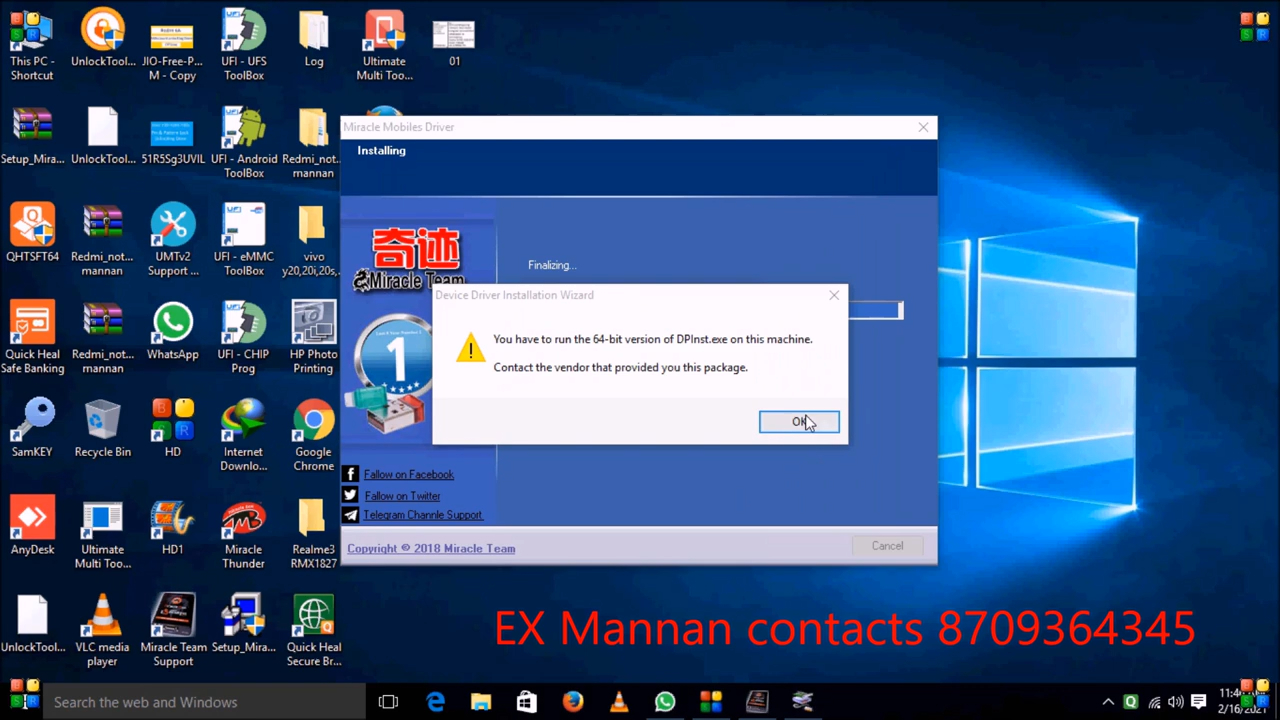 This PC -
Shortcut
UnlockTool...
JIO-Free-P...
M - Copy
UFI - UFS
ToolBox
Log
Ultimate
Multi Too...
01
Setup_Mira...
UnlockTool...
51R5Sg3UVIL
UFI - Android
ToolBox
Redmi_not...
mannan
QHTSFT64
Redmi_not...
mannan
UMTv2
Support ...
UFI - eMMC
ToolBox
vivo
y20,20i,20s,
Quick Heal
Safe Banking
Redmi_not...
mannan
WhatsApp
UFI - CHIP
Prog
HP Photo
Printing
SamKEY
Recycle Bin
HD
Internet
Downlo...
Google
Chrome
AnyDesk
Ultimate
Multi Too...
HD1
Miracle
Thunder
Realme3
RMX1827
UnlockTool...
VLC media
player
Miracle Team
Support
Setup_Mira...
Quick Heal
Secure Br...
Miracle Mobiles Driver
Installing
奇迹
Miracle Team
1
Finalizing...
Device Driver Installation Wizard
You have to run the 64-bit version of DPInst.exe on this machine.
Contact the vendor that provided you this package.
OK
Fallow on Facebook
Fallow on Twitter
Telegram Channle Support
Copyright © 2018 Miracle Team
Cancel
EX Mannan contacts 8709364345
Search the web and Windows
2/16/2021